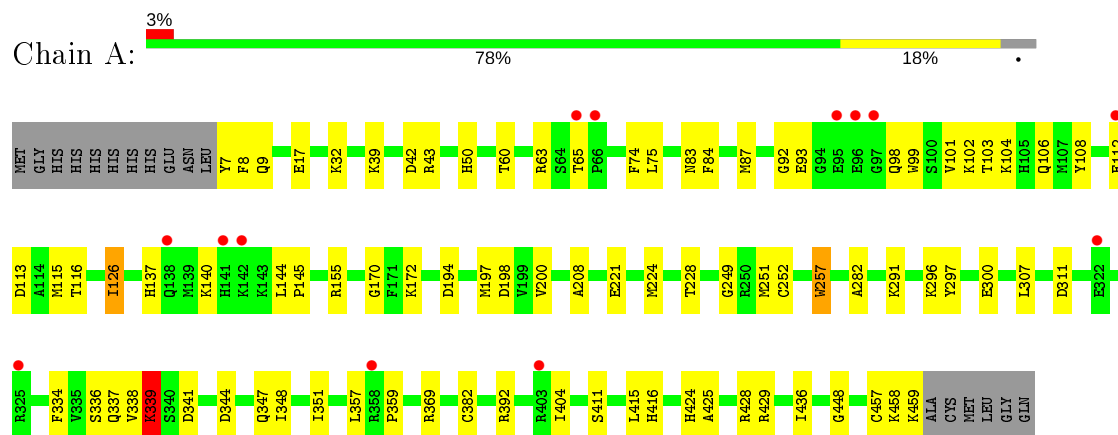 3%
Chain A:
78% 18% •
MET GLY HIS HIS HIS HIS HIS HIS GLU ASN LEU Y7 F8 Q9 E17 K32 K39 D42 R43 H50 T60 R63 S64 T65 P66 F74 L75 N83 F84 M87 G92 E93 G94 E95 E96 G97 Q98 W99 S100 V101 K102 T103 K104 H105 Q106 M107 Y108
D113 A114 M115 T116 I126 H137 Q138 M139 K140 H141 K142 K143 L144 P145 R155 G170 F171 K172 D194 M197 D198 V199 V200 A208 E221 M224 T228 G249 R250 M251 C252 W257 A282 K291 K296 Y297 E300 L307 D311 E322
R325 F334 V335 S336 Q337 V338 K339 S340 D341 D344 Q347 I348 I351 L357 R358 P359 R369 C382 R392 R403 I404 S411 L415 H416 H424 A425 R428 R429 I436 G448 C457 K458 K459 ALA CYS MET LEU GLY GLN